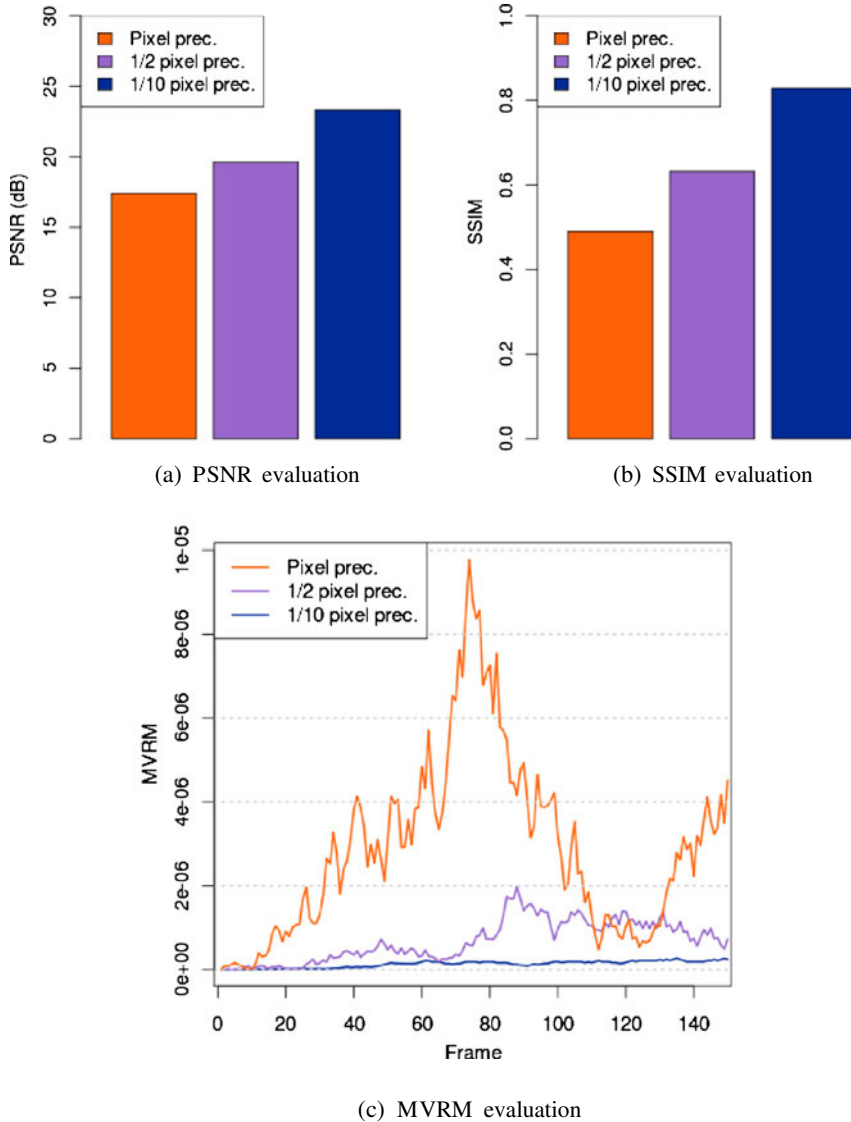 30
25
20
15
10
5
0
PSNR (dB)
Pixel prec.
1/2 pixel prec.
1/10 pixel prec.
(a) PSNR evaluation
1.0
0.8
0.6
0.4
0.2
0.0
SSIM
Pixel prec.
1/2 pixel prec.
1/10 pixel prec.
(b) SSIM evaluation
1e-05
8e-06
6e-06
4e-06
2e-06
0e+00
MVRM
Pixel prec.
1/2 pixel prec.
1/10 pixel prec.
0 20 40 60 80 100 120 140
Frame
(c) MVRM evaluation